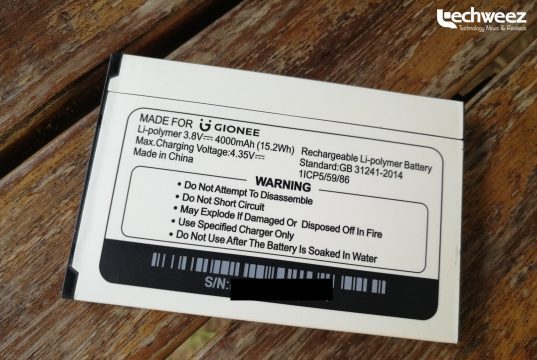 techweez
Technology News & Reviews
MADE FOR GIONEE
Li-polymer 3.8V⎓ 4000mAh (15.2Wh)
Max.Charging Voltage:4.35V⎓
Made in China
Rechargeable Li-polymer Battery
Standard:GB 31241-2014
1ICP5/59/86
WARNING
• Do Not Attempt To Disassemble
• Do Not Short Circuit
• May Explode If Damaged Or Disposed Off In Fire
• Use Specified Charger Only
• Do Not Use After The Battery Is Soaked In Water
S/N: